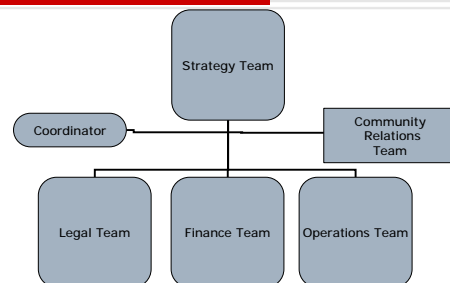 Strategy Team
Coordinator
Community
Relations
Team
Legal Team
Finance Team
Operations Team